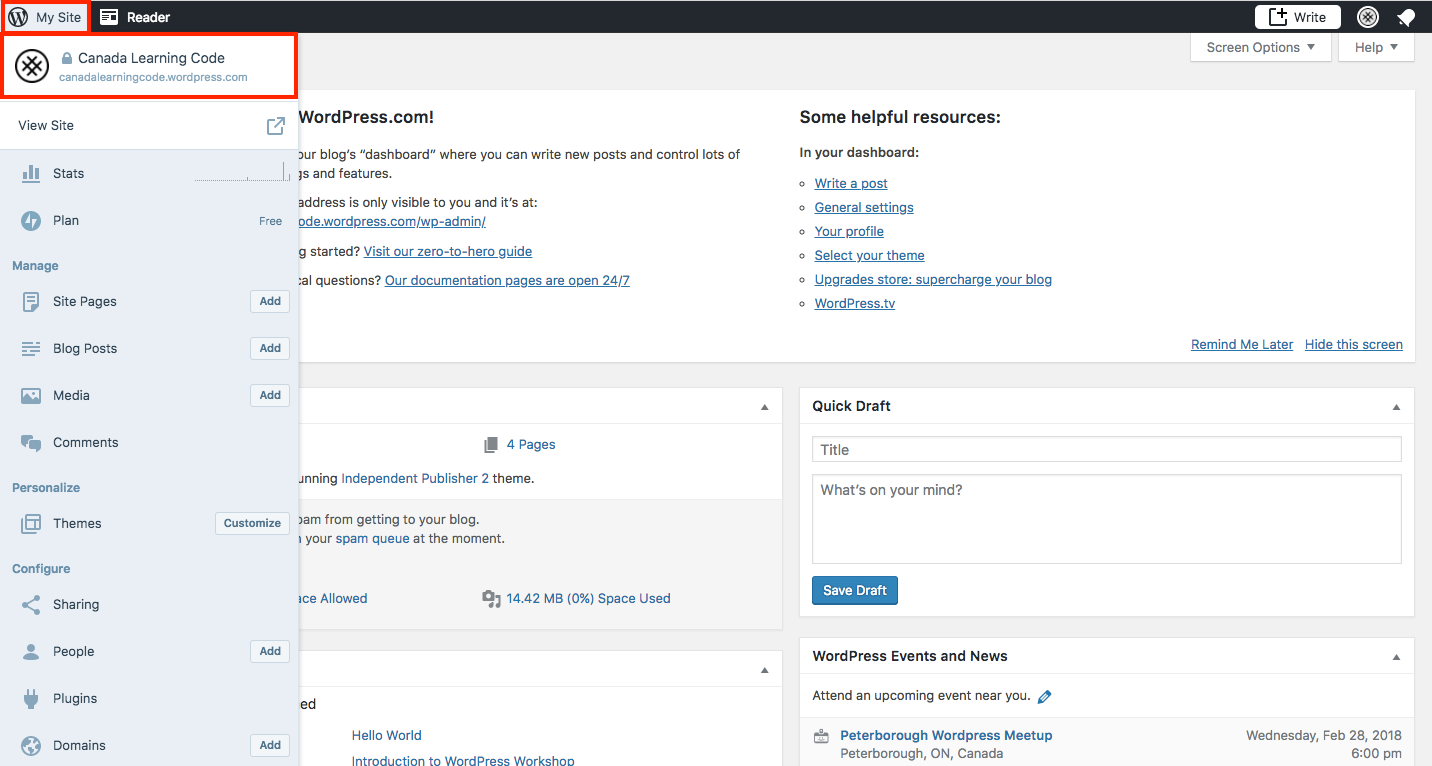 My Site
Reader
Write
Canada Learning Code
canadalearningcode.wordpress.com
View Site
Stats
Plan
Free
Manage
Site Pages
Add
Blog Posts
Add
Media
Add
Comments
Personalize
Themes
Customize
Configure
Sharing
People
Add
Plugins
Domains
Add
Screen Options
Help
WordPress.com!
our blog’s “dashboard” where you can write new posts and control lots of
gs and features.
address is only visible to you and it’s at:
ode.wordpress.com/wp-admin/
g started? Visit our zero-to-hero guide
cal questions? Our documentation pages are open 24/7
Some helpful resources:
In your dashboard:
Write a post
General settings
Your profile
Select your theme
Upgrades store: supercharge your blog
WordPress.tv
Remind Me Later
Hide this screen
4 Pages
unning Independent Publisher 2 theme.
pam from getting to your blog.
n your spam queue at the moment.
ace Allowed
14.42 MB (0%) Space Used
ed
Hello World
Introduction to WordPress Workshop
Quick Draft
Title
What’s on your mind?
Save Draft
WordPress Events and News
Attend an upcoming event near you.
Peterborough Wordpress Meetup
Wednesday, Feb 28, 2018
Peterborough, ON, Canada
6:00 pm